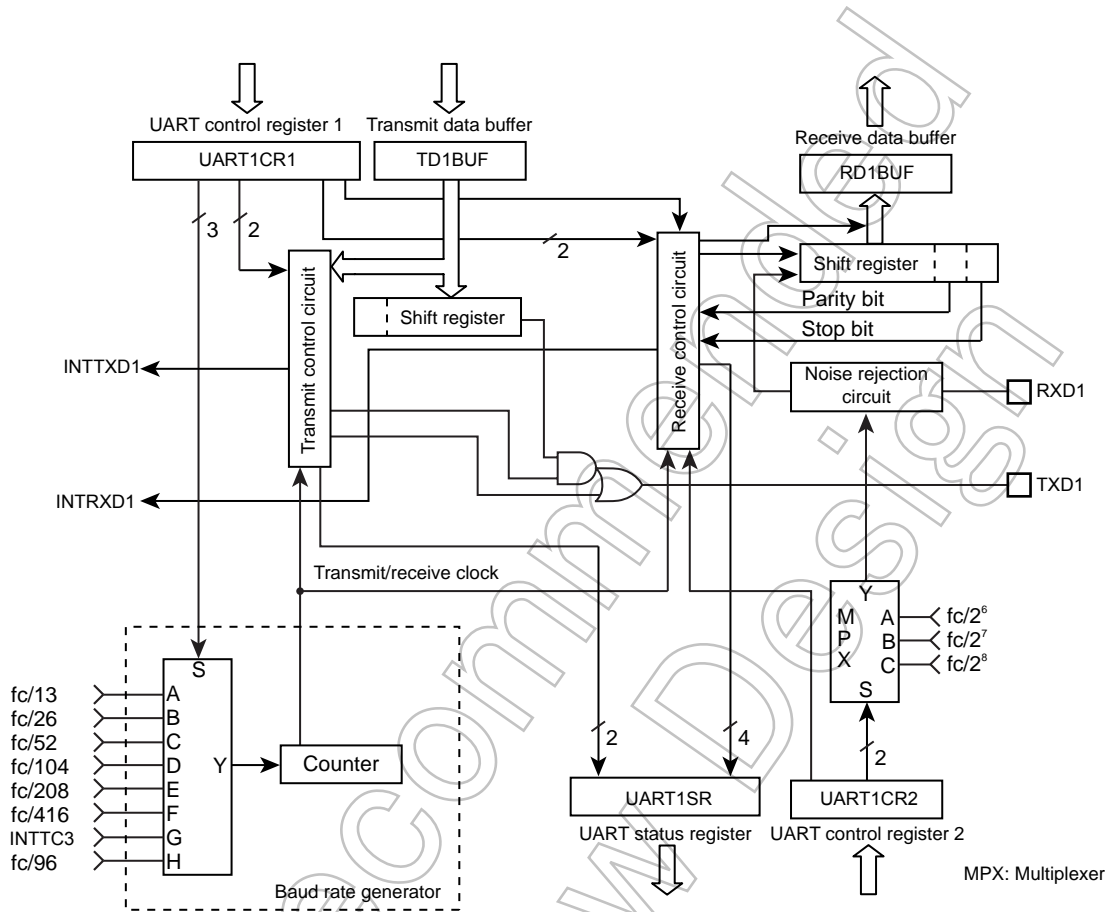 UART control register 1
Transmit data buffer
Receive data buffer
UART1CR1
TD1BUF
RD1BUF
3
2
2
Shift register
Parity bit
Stop bit
Transmit control circuit
Shift register
Receive control circuit
INTTXD1
Noise rejection
circuit
RXD1
INTRXD1
TXD1
Transmit/receive clock
Y
M
P
X
A
B
C
S
fc/2⁶
fc/2⁷
fc/2⁸
S
fc/13
fc/26
fc/52
fc/104
fc/208
fc/416
INTTC3
fc/96
A
B
C
D
E
F
G
H
Y
Counter
2
4
2
UART1SR
UART1CR2
UART status register
UART control register 2
Baud rate generator
MPX: Multiplexer
ecommended
w Design